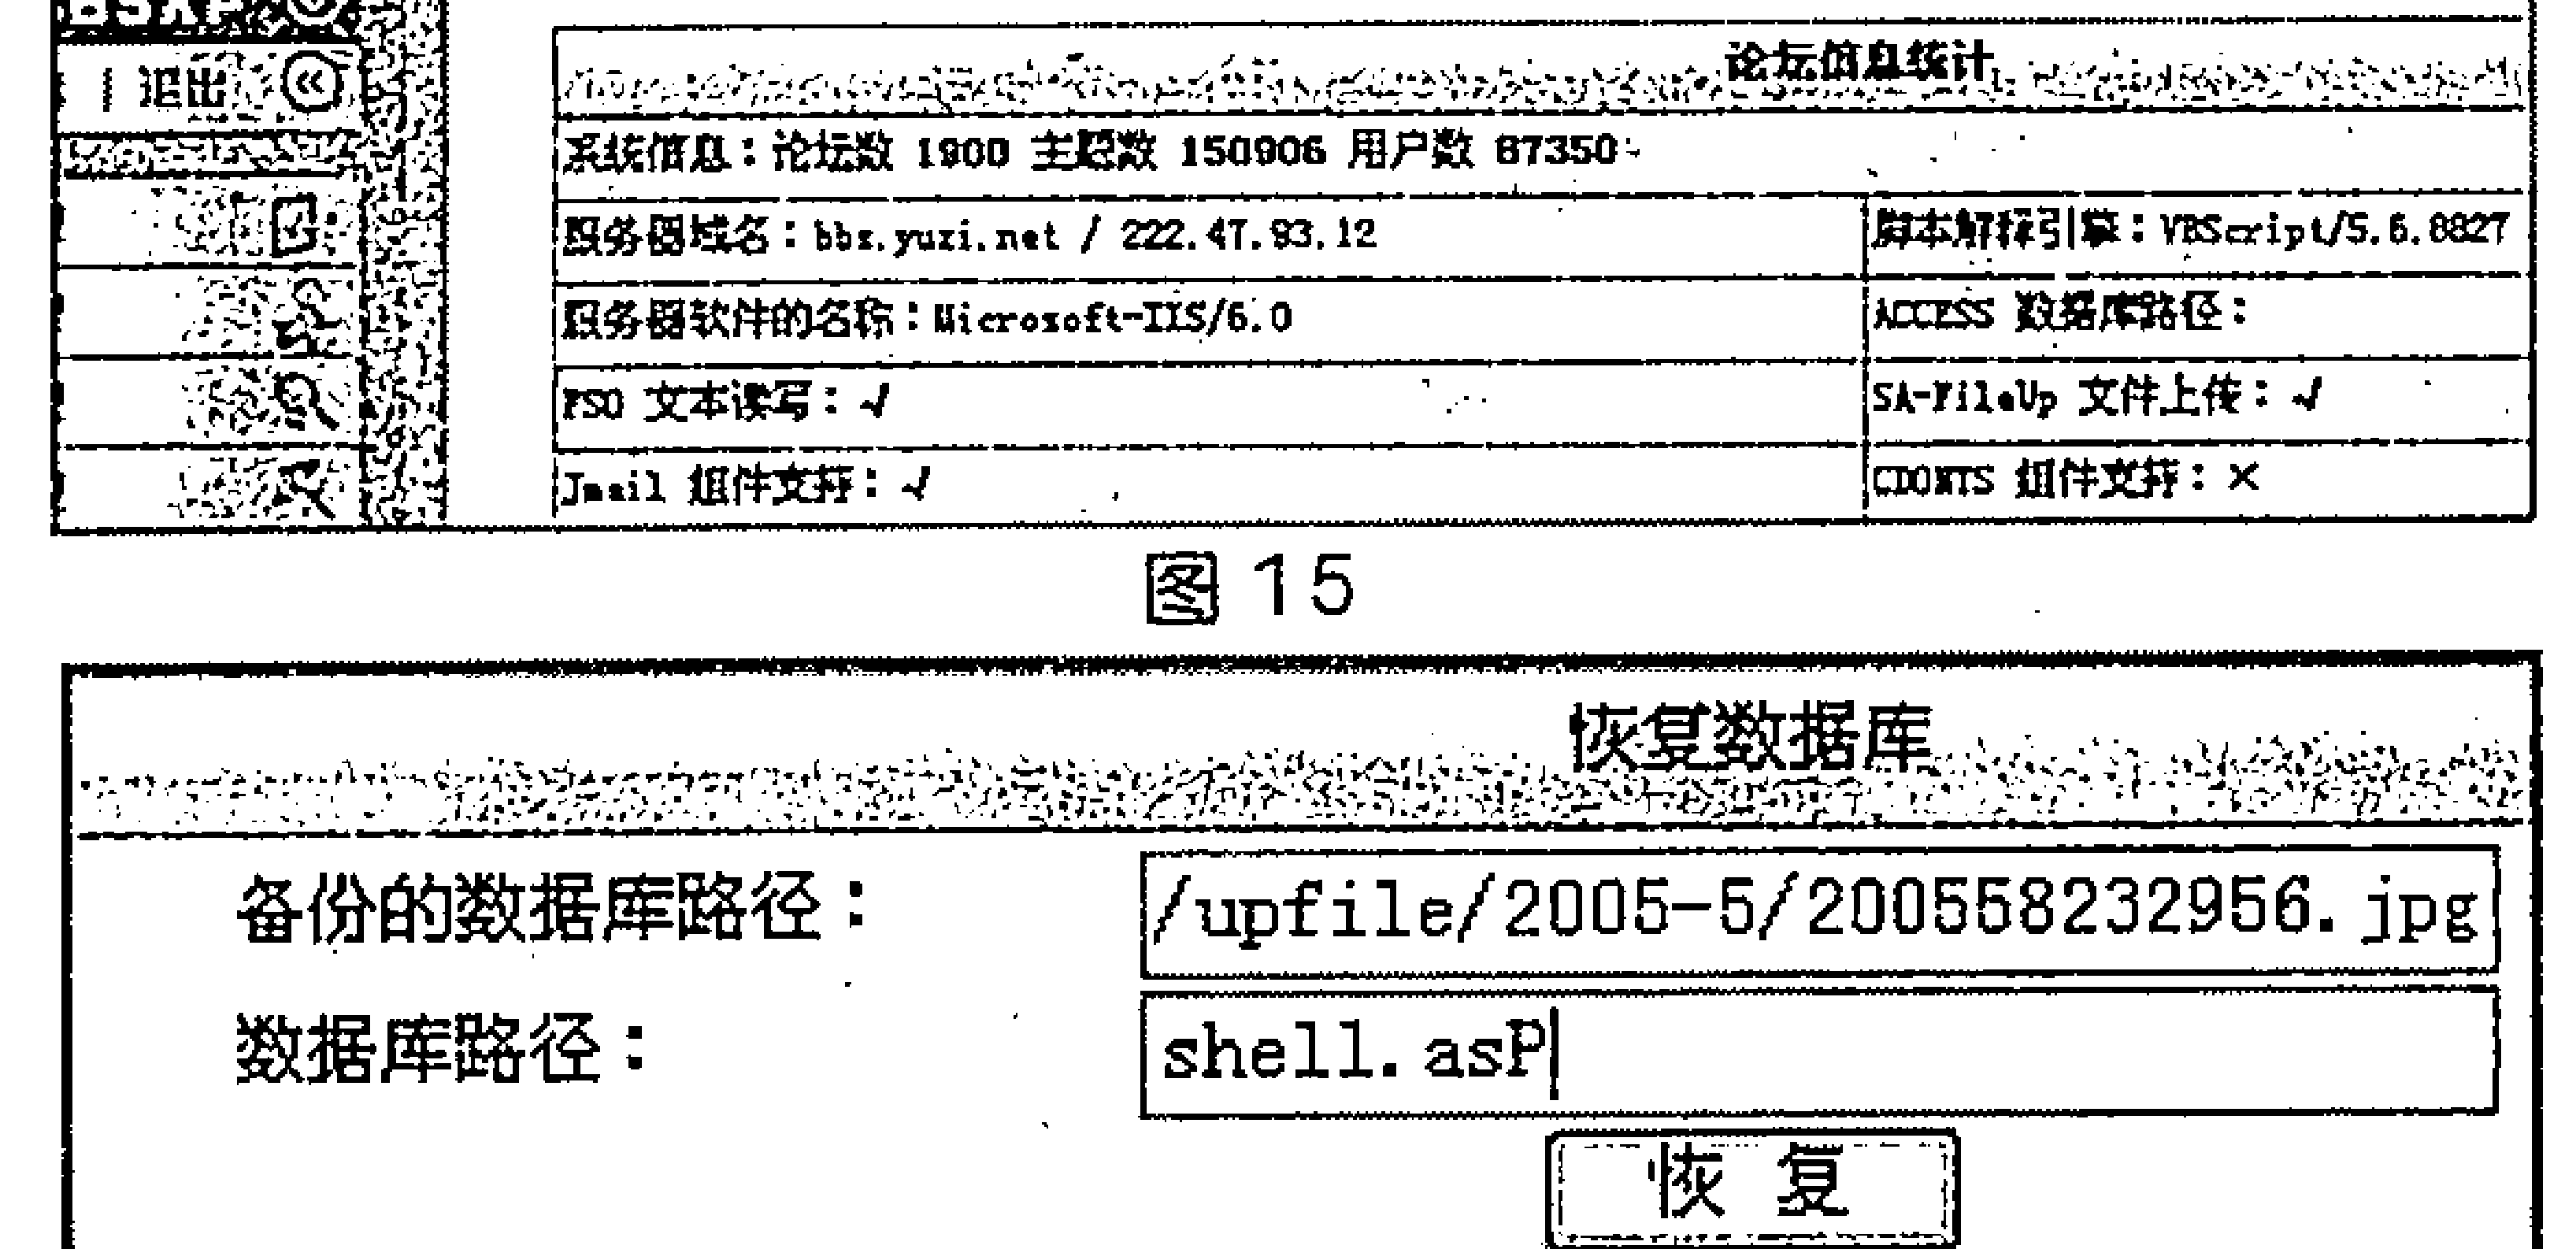 退出
论坛信息统计
系统信息：论坛数 1900 主题数 150906 用户数 87350
服务器域名：bbs.yuzi.net / 222.47.93.12
脚本解释引擎：VBScript/5.6.8827
服务器软件的名称：Microsoft-IIS/6.0
ACCESS 数据库路径：
FSO 文本读写：√
SA-FileUp 文件上传：√
Jmail 组件支持：√
CDONTS 组件支持：×
图 15
恢复数据库
备份的数据库路径：
/upfile/2005-5/200558232956.jpg
数据库路径：
shell.asP
恢 复